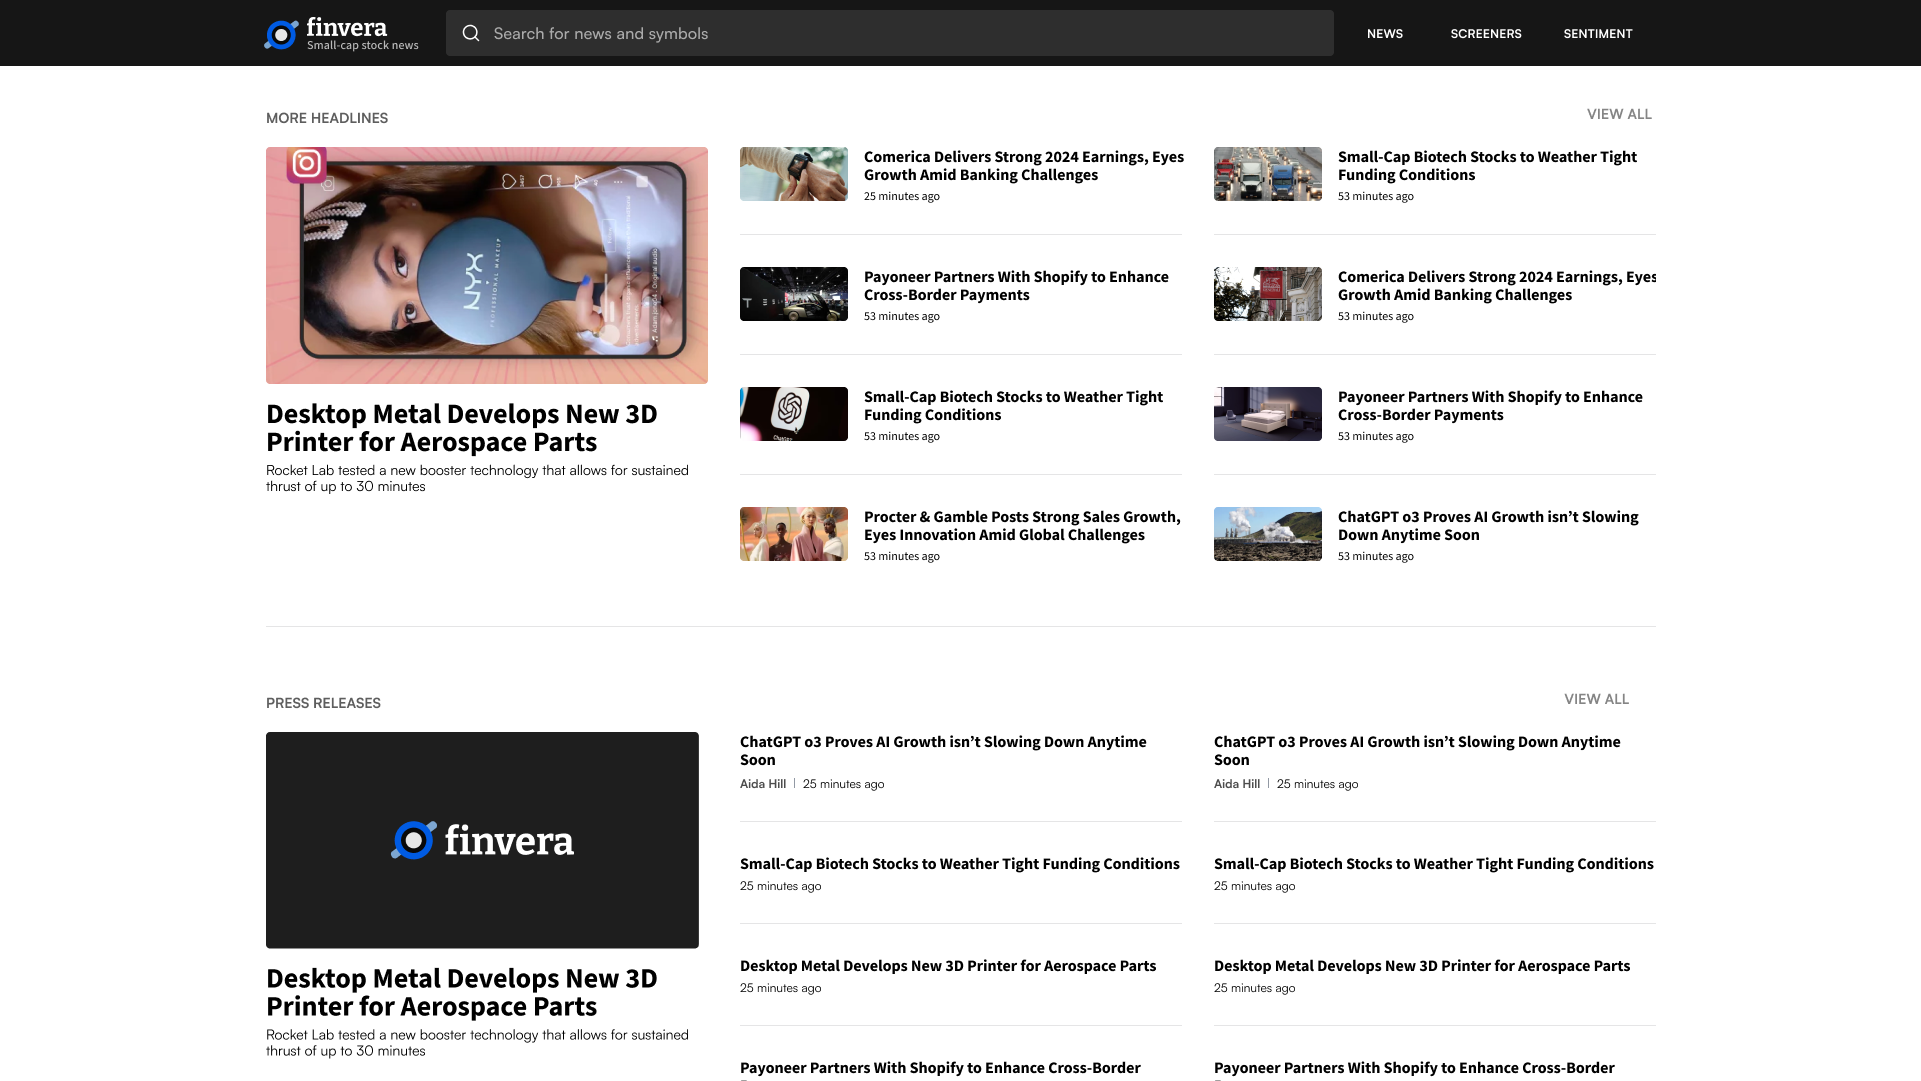 finvera
Small-cap stock news
Search for news and symbols
NEWS
SCREENERS
SENTIMENT
MORE HEADLINES
VIEW ALL
NYX
PROFESSIONAL MAKEUP
Desktop Metal Develops New 3D
Printer for Aerospace Parts
Rocket Lab tested a new booster technology that allows for sustained
thrust of up to 30 minutes
Comerica Delivers Strong 2024 Earnings, Eyes
Growth Amid Banking Challenges
25 minutes ago
Payoneer Partners With Shopify to Enhance
Cross-Border Payments
53 minutes ago
ChatGPT
Small-Cap Biotech Stocks to Weather Tight
Funding Conditions
53 minutes ago
Procter & Gamble Posts Strong Sales Growth,
Eyes Innovation Amid Global Challenges
53 minutes ago
Small-Cap Biotech Stocks to Weather Tight
Funding Conditions
53 minutes ago
Comerica Delivers Strong 2024 Earnings, Eyes
Growth Amid Banking Challenges
53 minutes ago
Payoneer Partners With Shopify to Enhance
Cross-Border Payments
53 minutes ago
ChatGPT o3 Proves AI Growth isn’t Slowing
Down Anytime Soon
53 minutes ago
PRESS RELEASES
VIEW ALL
finvera
Desktop Metal Develops New 3D
Printer for Aerospace Parts
Rocket Lab tested a new booster technology that allows for sustained
thrust of up to 30 minutes
ChatGPT o3 Proves AI Growth isn’t Slowing Down Anytime
Soon
Aida Hill | 25 minutes ago
Small-Cap Biotech Stocks to Weather Tight Funding Conditions
25 minutes ago
Desktop Metal Develops New 3D Printer for Aerospace Parts
25 minutes ago
Payoneer Partners With Shopify to Enhance Cross-Border
ChatGPT o3 Proves AI Growth isn’t Slowing Down Anytime
Soon
Aida Hill | 25 minutes ago
Small-Cap Biotech Stocks to Weather Tight Funding Conditions
25 minutes ago
Desktop Metal Develops New 3D Printer for Aerospace Parts
25 minutes ago
Payoneer Partners With Shopify to Enhance Cross-Border